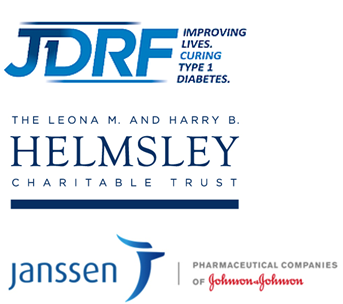 JDRF IMPROVING
LIVES.
CURING
TYPE 1
DIABETES.
THE LEONA M. AND HARRY B.
HELMSLEY
CHARITABLE TRUST
janssen PHARMACEUTICAL COMPANIES
OF Johnson & Johnson